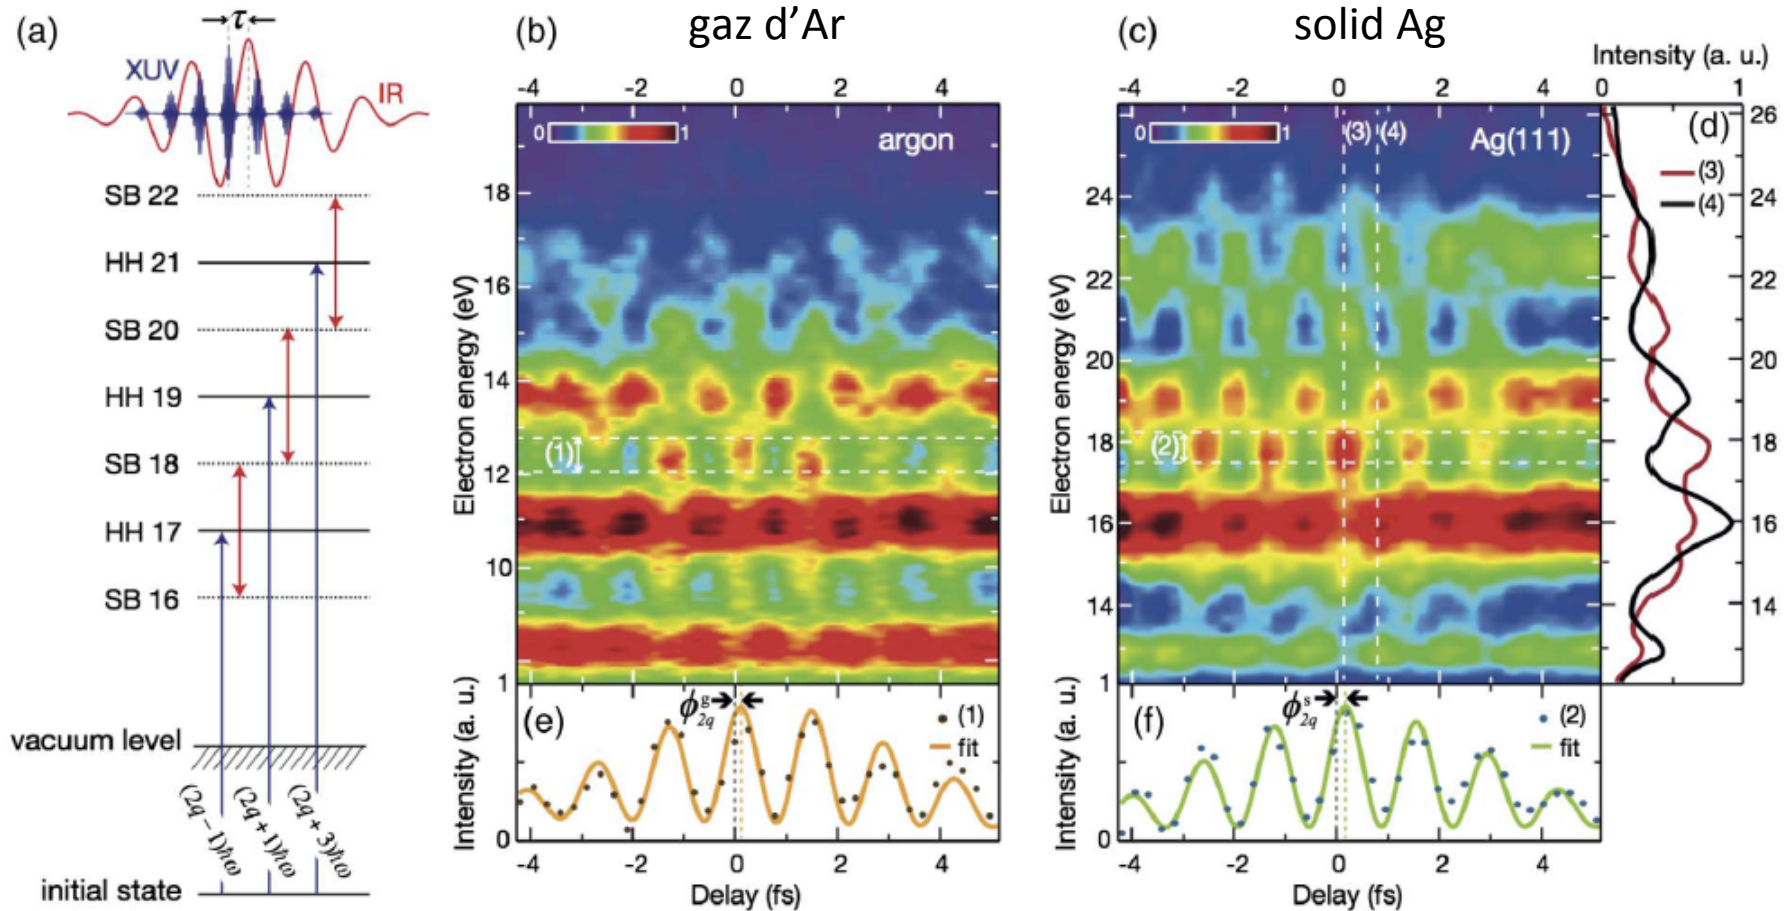 gaz d’Ar
solid Ag
(a)
τ
XUV
IR
SB 22
HH 21
SB 20
HH 19
SB 18
HH 17
SB 16
vacuum level
(2q – 1)ħω
(2q + 1)ħω
(2q + 3)ħω
initial state
(b)
-4 -2 0 2 4
0 1
argon
Electron energy (eV)
18
16
14
12
10
(1)
(c)
-4 -2 0 2 4
0 1
(3) (4)
Ag(111)
Electron energy (eV)
24
22
20
18
16
14
(2)
Intensity (a. u.)
0 1
(d)
(3)
(4)
26
24
22
20
18
16
14
(e)
Intensity (a. u.)
1
0
ϕ g 2q
(1)
fit
-4 -2 0 2 4
Delay (fs)
(f)
Intensity (a. u.)
1
0
ϕ s 2q
(2)
fit
-4 -2 0 2 4
Delay (fs)